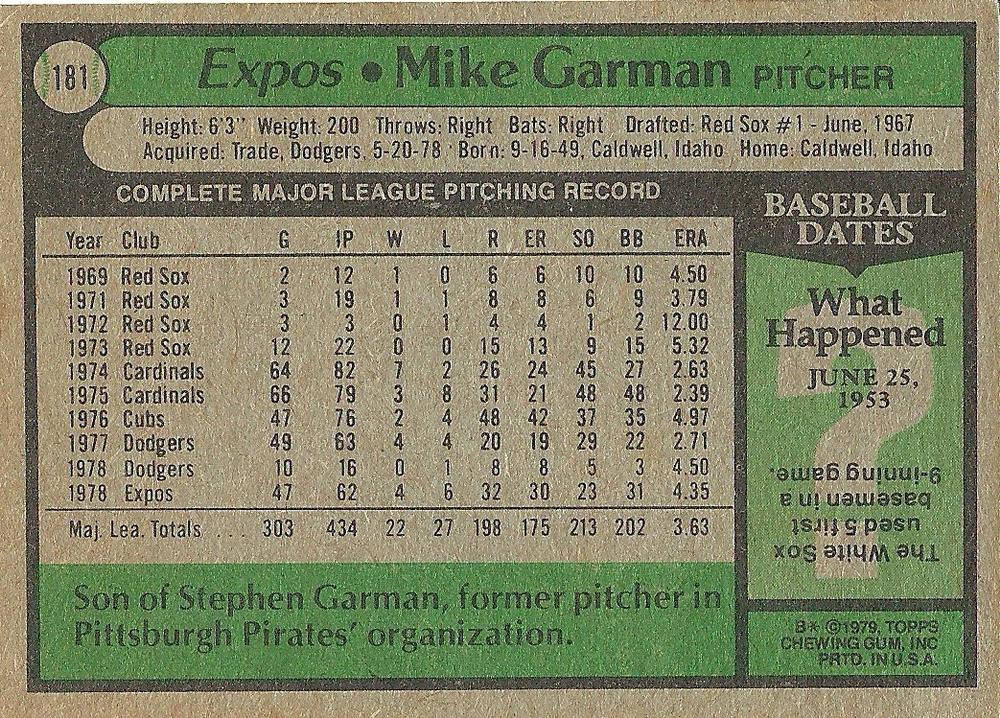 181
Expos • Mike Garman PITCHER
Height: 6'3" Weight: 200 Throws: Right Bats: Right Drafted: Red Sox #1 - June, 1967
Acquired: Trade, Dodgers, 5-20-78 Born: 9-16-49, Caldwell, Idaho Home: Caldwell, Idaho
COMPLETE MAJOR LEAGUE PITCHING RECORD
Year Club G IP W L R ER SO BB ERA
1969 Red Sox 2 12 1 0 6 6 10 10 4.50
1971 Red Sox 3 19 1 1 8 8 6 9 3.79
1972 Red Sox 3 3 0 1 4 4 1 2 12.00
1973 Red Sox 12 22 0 0 15 13 9 15 5.32
1974 Cardinals 64 82 7 2 26 24 45 27 2.63
1975 Cardinals 66 79 3 8 31 21 48 48 2.39
1976 Cubs 47 76 2 4 48 42 37 35 4.97
1977 Dodgers 49 63 4 4 20 19 29 22 2.71
1978 Dodgers 10 16 0 1 8 8 5 3 4.50
1978 Expos 47 62 4 6 32 30 23 31 4.35
Maj. Lea. Totals ... 303 434 22 27 198 175 213 202 3.63
Son of Stephen Garman, former pitcher in
Pittsburgh Pirates' organization.
BASEBALL
DATES
What
Happened
JUNE 25,
1953
The White Sox
used 5 first
basemen in a
9-inning game.
B* ©1979, TOPPS
CHEWING GUM, INC
PRTD. IN U.S.A.